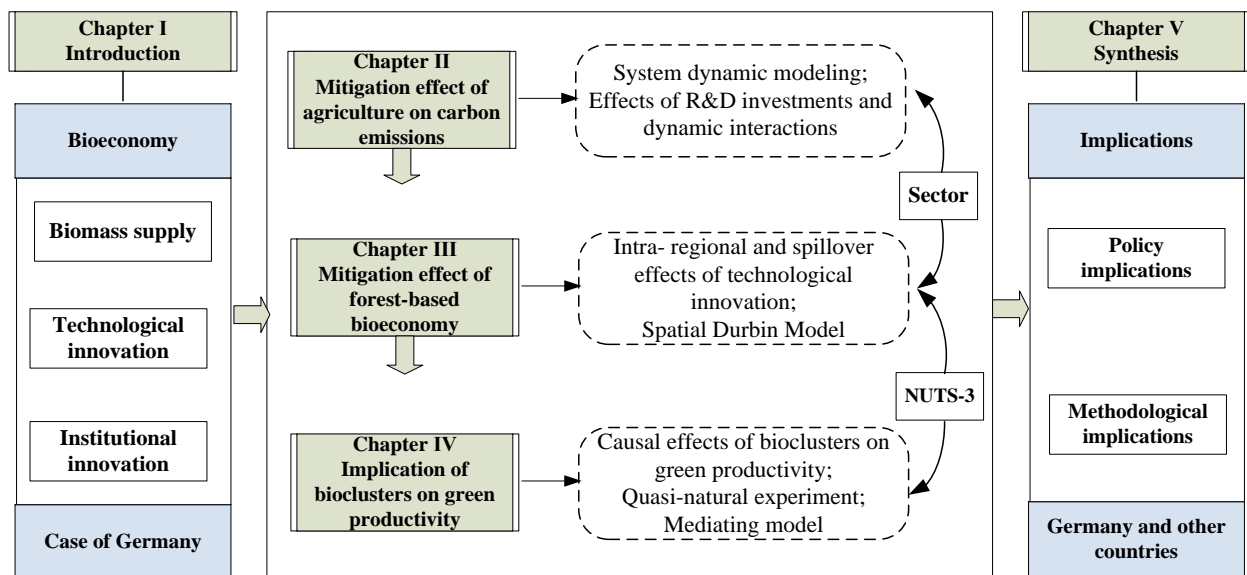 Chapter I
Introduction
Bioeconomy
Biomass supply
Technological
innovation
Institutional
innovation
Case of Germany
Chapter II
Mitigation effect of
agriculture on carbon
emissions
System dynamic modeling;
Effects of R&D investments and
dynamic interactions
Sector
Chapter III
Mitigation effect of
forest-based
bioeconomy
Intra- regional and spillover
effects of technological
innovation;
Spatial Durbin Model
NUTS-3
Chapter IV
Implication of
bioclusters on green
productivity
Causal effects of bioclusters on
green productivity;
Quasi-natural experiment;
Mediating model
Chapter V
Synthesis
Implications
Policy
implications
Methodological
implications
Germany and other
countries